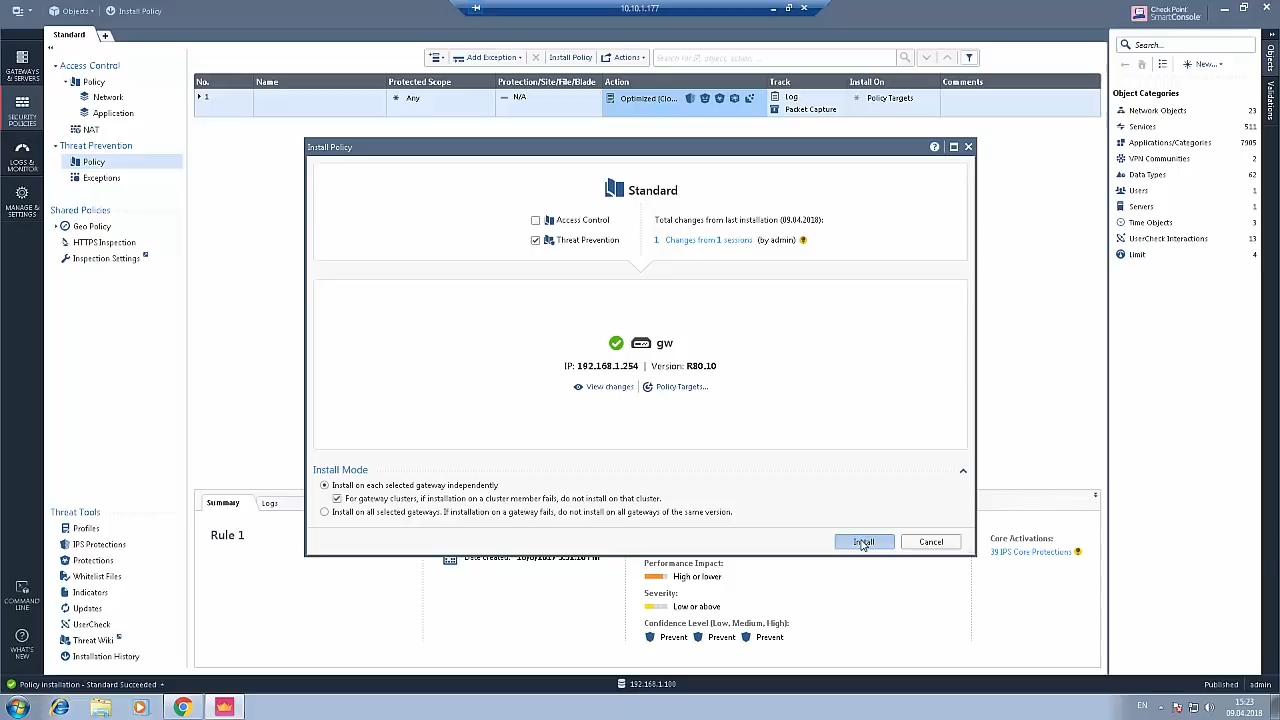 Objects
Install Policy
10.10.1.177
Check Point
SmartConsole
Standard
Add Exception
Install Policy
Actions
Search for IP, object, action, ...
No.
Name
Protected Scope
Protection/Site/File/Blade
Action
Track
Install On
Comments
1
Any
N/A
Optimized (Clo...
Log
Packet Capture
Policy Targets
GATEWAYS
& SERVERS
SECURITY
POLICIES
LOGS &
MONITOR
MANAGE &
SETTINGS
COMMAND
LINE
WHAT'S
NEW
Access Control
Policy
Network
Application
NAT
Threat Prevention
Policy
Exceptions
Shared Policies
Geo Policy
HTTPS Inspection
Inspection Settings
Threat Tools
Profiles
IPS Protections
Protections
Whitelist Files
Indicators
Updates
UserCheck
Threat Wiki
Installation History
Install Policy
Standard
Access Control
Threat Prevention
Total changes from last installation (09.04.2018):
1 Changes from 1 sessions (by admin)
gw
IP: 192.168.1.254 | Version: R80.10
View changes
Policy Targets...
Install Mode
Install on each selected gateway independently
For gateway clusters, if installation on a cluster member fails, do not install on that cluster.
Install on all selected gateways. If installation on a gateway fails, do not install on all gateways of the same version.
Install
Cancel
Summary
Logs
Rule 1
Performance Impact:
High or lower
Severity:
Low or above
Confidence Level (Low, Medium, High):
Prevent
Prevent
Prevent
Core Activations:
39 IPS Core Protections
Search...
New...
Object Categories
Network Objects 23
Services 511
Applications/Categories 7905
VPN Communities 2
Data Types 62
Users 1
Servers 1
Time Objects 3
UserCheck Interactions 13
Limit 4
Objects
Validations
Policy installation - Standard Succeeded
192.168.1.100
Published
admin
EN
15:23
09.04.2018